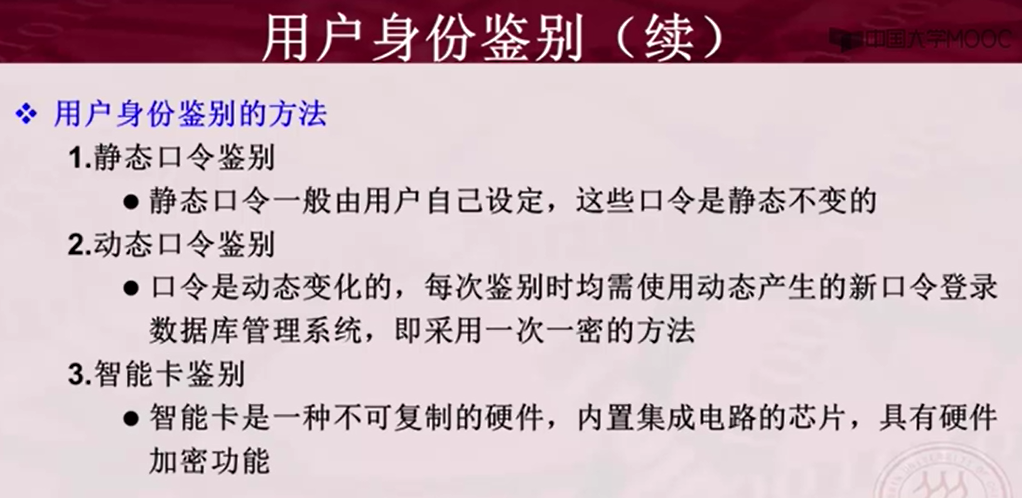 用户身份鉴别（续）
中国大学MOOC
❖ 用户身份鉴别的方法
1.静态口令鉴别
● 静态口令一般由用户自己设定，这些口令是静态不变的
2.动态口令鉴别
● 口令是动态变化的，每次鉴别时均需使用动态产生的新口令登录
数据库管理系统，即采用一次一密的方法
3.智能卡鉴别
● 智能卡是一种不可复制的硬件，内置集成电路的芯片，具有硬件
加密功能